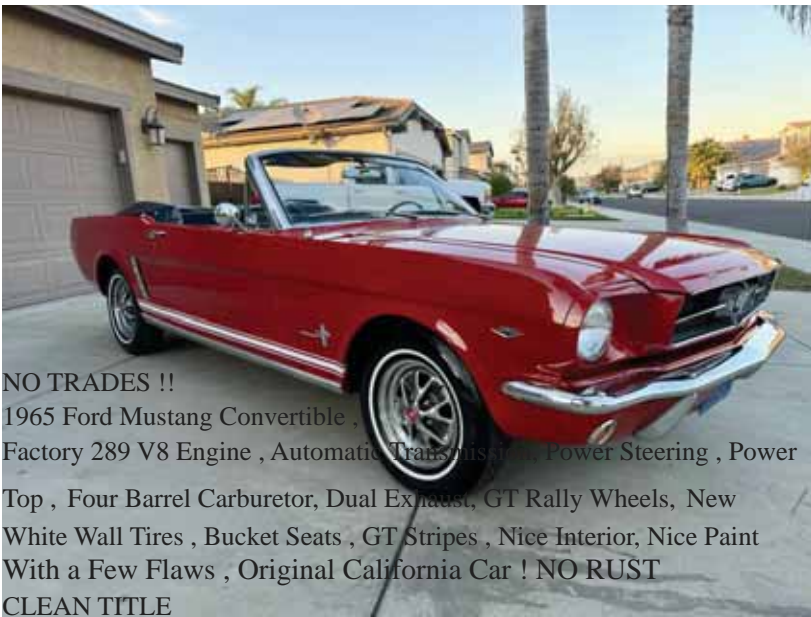 NO TRADES !!
1965 Ford Mustang Convertible ,
Factory 289 V8 Engine , Automatic Transmission, Power Steering , Power
Top , Four Barrel Carburetor, Dual Exhaust, GT Rally Wheels, New
White Wall Tires , Bucket Seats , GT Stripes , Nice Interior, Nice Paint
With a Few Flaws , Original California Car ! NO RUST
CLEAN TITLE